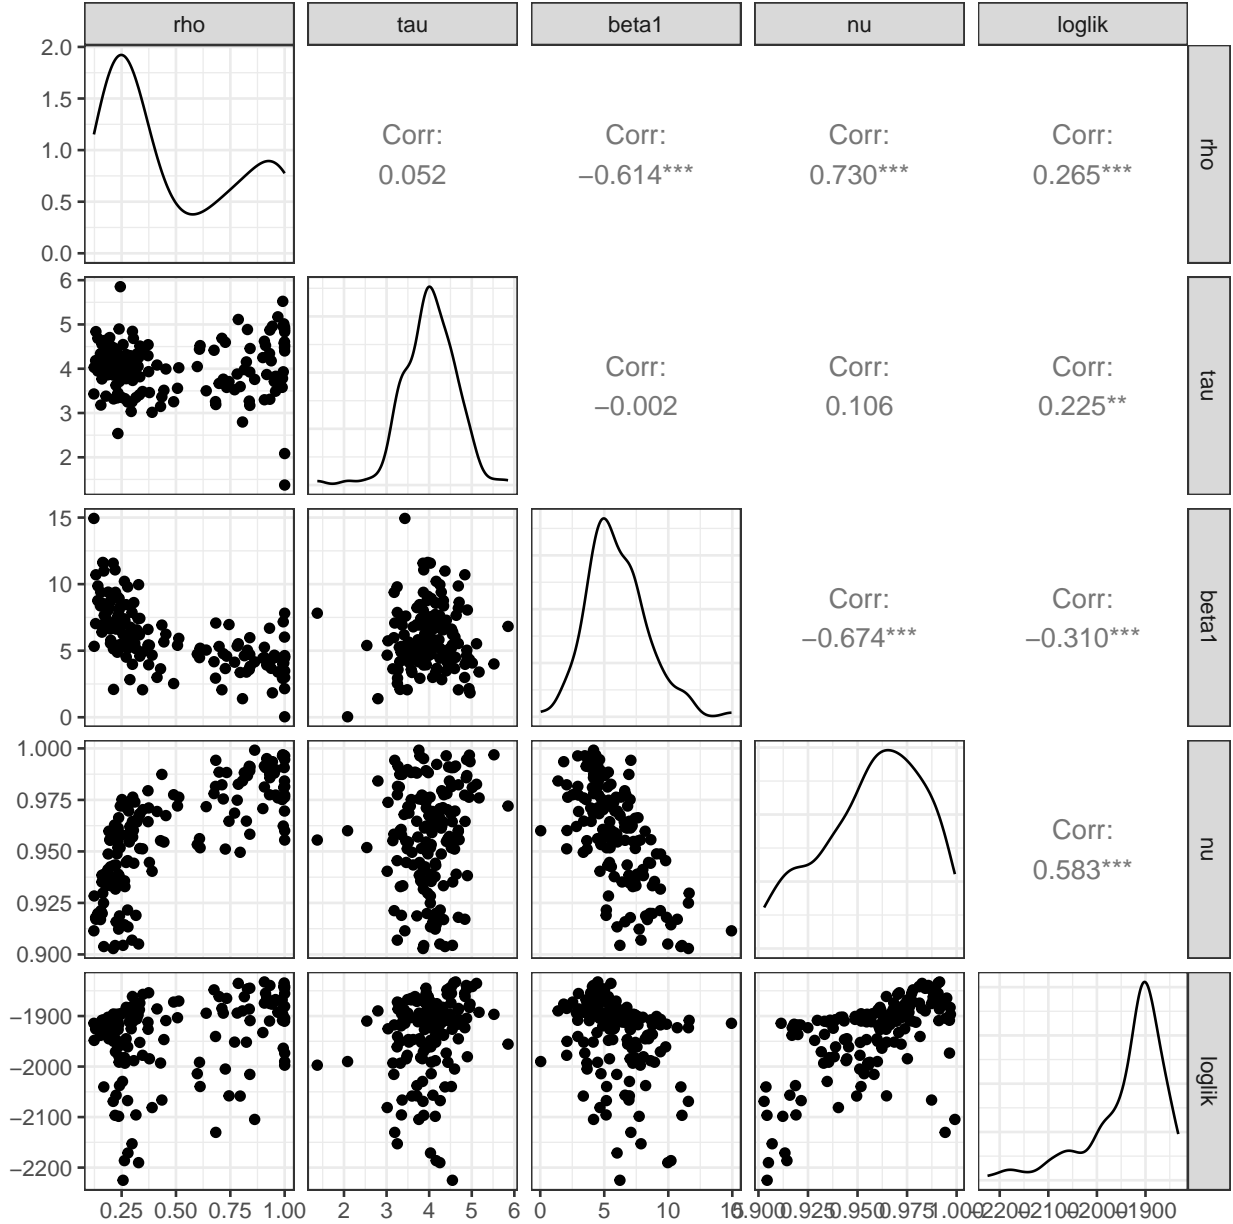 rho tau beta1 nu loglik
2.0
1.5
1.0
0.5
0.0
Corr:
0.052
Corr:
−0.614***
Corr:
0.730***
Corr:
0.265***
rho
6
5
4
3
2
Corr:
−0.002
Corr:
0.106
Corr:
0.225**
tau
15
10
5
0
Corr:
−0.674***
Corr:
−0.310***
beta1
1.000
0.975
0.950
0.925
0.900
Corr:
0.583***
nu
−1900
−2000
−2100
−2200
loglik
0.25 0.50 0.75 1.00 2 3 4 5 6 0 5 10 15 0.900 0.925 0.950 0.975 1.000 −2200 −2100 −2000 −1900